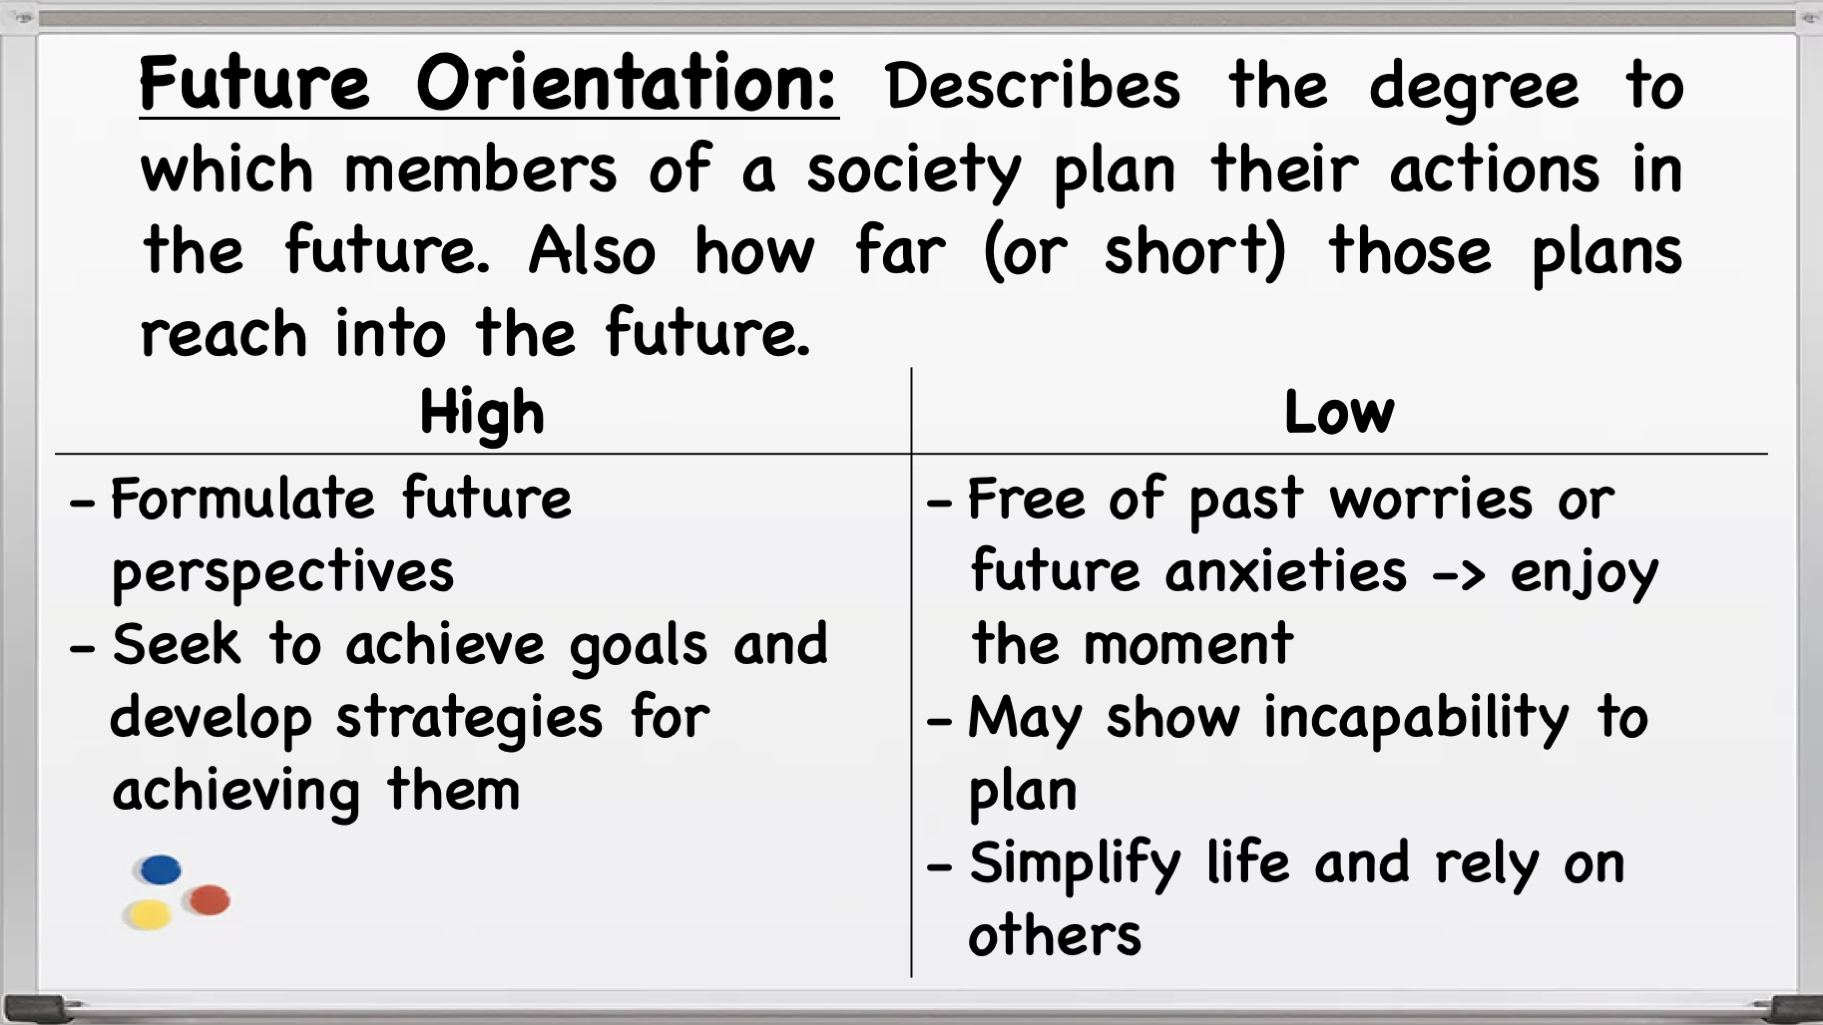 Future Orientation: Describes the degree to
which members of a society plan their actions in
the future. Also how far (or short) those plans
reach into the future.
High
Low
- Formulate future
perspectives
- Seek to achieve goals and
develop strategies for
achieving them
- Free of past worries or
future anxieties -> enjoy
the moment
- May show incapability to
plan
- Simplify life and rely on
others